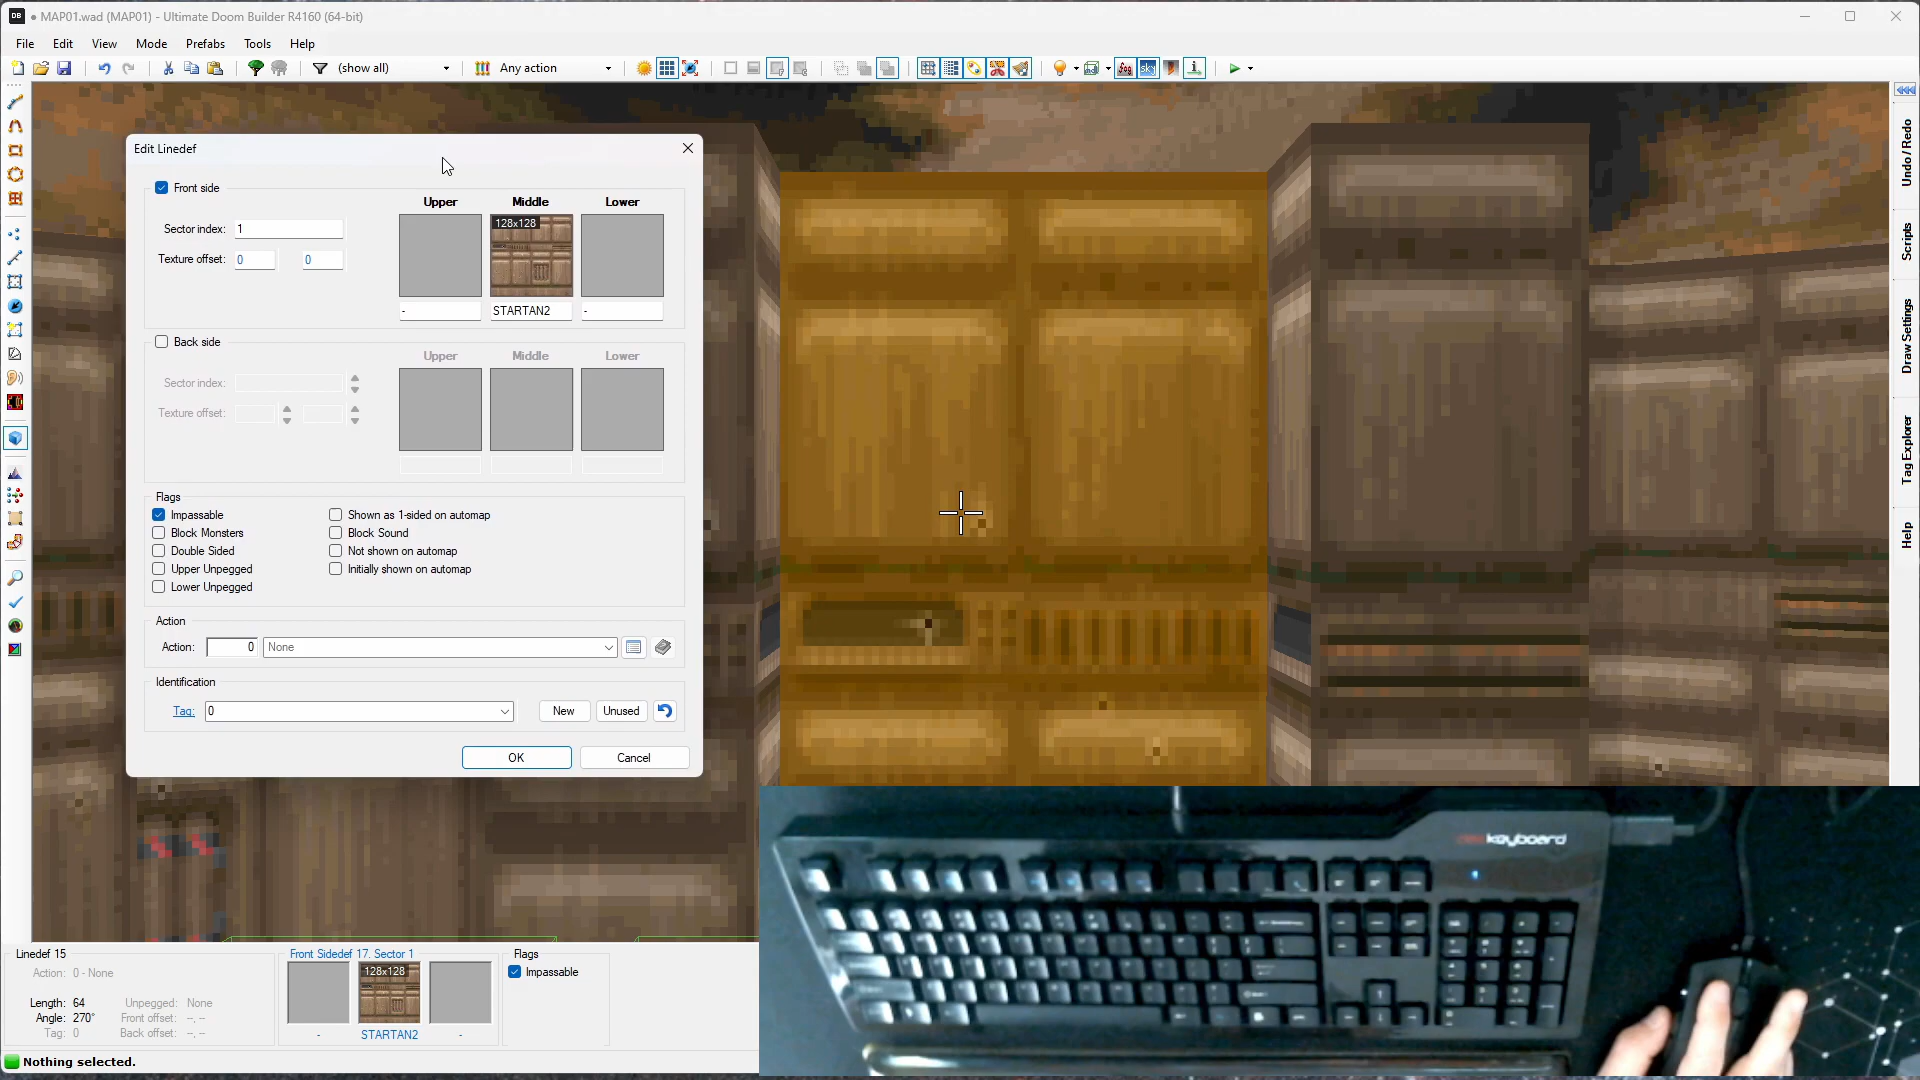 MAP01.wad (MAP01) - Ultimate Doom Builder R4160 (64-bit)
File Edit View Mode Prefabs Tools Help
(show all) Any action
Edit Linedef
Front side
Upper Middle Lower
Sector index: 1
128x128
Texture offset: 0 0
- STARTAN2 -
Back side
Upper Middle Lower
Sector index:
Texture offset:
Flags
Impassable Shown as 1-sided on automap
Block Monsters Block Sound
Double Sided Not shown on automap
Upper Unpegged Initially shown on automap
Lower Unpegged
Action
Action: 0 None
Identification
Tag: 0 New Unused
OK Cancel
Undo / Redo
Scripts
Draw Settings
Tag Explorer
Help
keyboard
Linedef 15
Action: 0 - None
Length: 64 Unpegged: None
Angle: 270° Front offset: --, --
Tag: 0 Back offset: --, --
Front Sidedef 17. Sector 1
128x128
- STARTAN2 -
Flags
Impassable
Nothing selected.